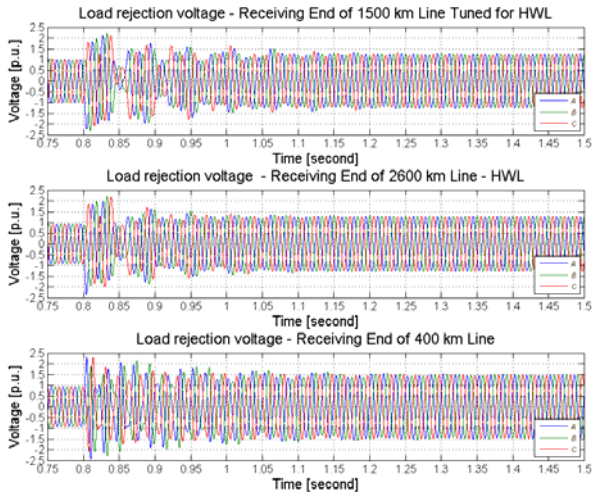 Load rejection voltage - Receiving End of 1500 km Line Tuned for HWL
Voltage [p.u.]
2.5
2
1.5
1
0.5
0
-0.5
-1
-1.5
-2
-2.5
A
B
C
0.75 0.8 0.85 0.9 0.95 1 1.05 1.1 1.15 1.2 1.25 1.3 1.35 1.4 1.45 1.5
Time [second]
Load rejection voltage - Receiving End of 2600 km Line - HWL
Voltage [p.u.]
2.5
2
1.5
1
0.5
0
-0.5
-1
-1.5
-2
-2.5
A
B
C
0.75 0.8 0.85 0.9 0.95 1 1.05 1.1 1.15 1.2 1.25 1.3 1.35 1.4 1.45 1.5
Time [second]
Load rejection voltage - Receiving End of 400 km Line
Voltage [p.u.]
2.5
2
1.5
1
0.5
0
-0.5
-1
-1.5
-2
-2.5
A
B
C
0.75 0.8 0.85 0.9 0.95 1 1.05 1.1 1.15 1.2 1.25 1.3 1.35 1.4 1.45 1.5
Time [second]